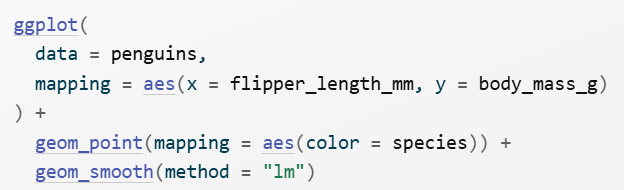 ggplot(
  data = penguins,
  mapping = aes(x = flipper_length_mm, y = body_mass_g)
) +
  geom_point(mapping = aes(color = species)) +
  geom_smooth(method = "lm")